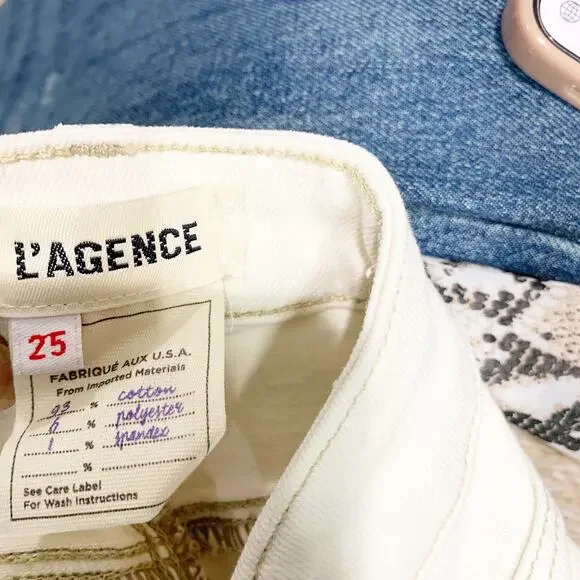 L'AGENCE
25
FABRIQUÉ AUX U.S.A.
From Imported Materials
93 % cotton
6 % polyester
1 % spandex
%
See Care Label
For Wash Instructions